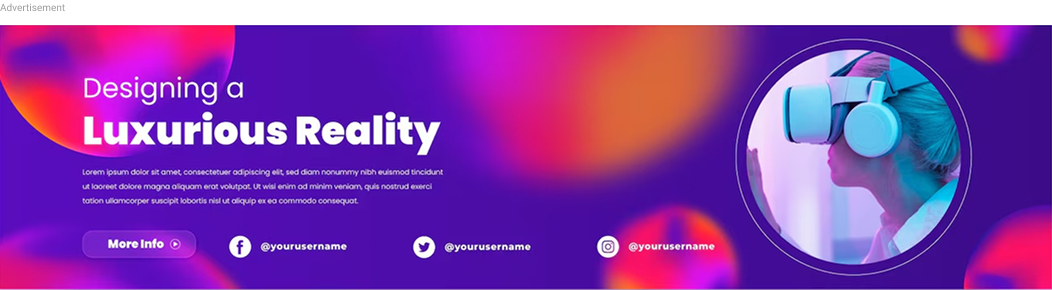 Advertisement
Designing a
Luxurious Reality
Lorem ipsum dolor sit amet, consectetuer adipiscing elit, sed diam nonummy nibh euismod tincidunt
ut laoreet dolore magna aliquam erat volutpat. Ut wisi enim ad minim veniam, quis nostrud exerci
tation ullamcorper suscipit lobortis nisl ut aliquip ex ea commodo consequat.
More Info
@yourusername
@yourusername
@yourusername